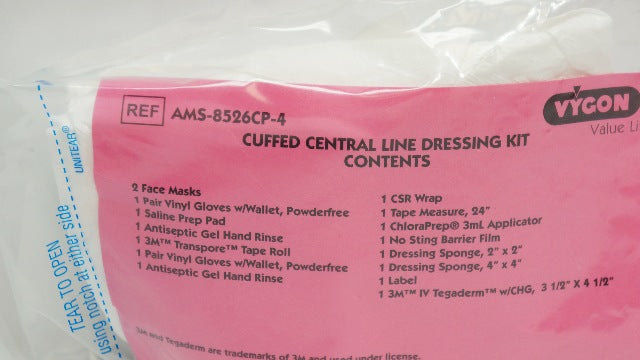 REF AMS-8526CP-4
VYGON
Value Li
CUFFED CENTRAL LINE DRESSING KIT
CONTENTS
2 Face Masks
1 Pair Vinyl Gloves w/Wallet, Powderfree
1 Saline Prep Pad
1 Antiseptic Gel Hand Rinse
1 3M™ Transpore™ Tape Roll
1 Pair Vinyl Gloves w/Wallet, Powderfree
1 Antiseptic Gel Hand Rinse
1 CSR Wrap
1 Tape Measure, 24"
1 ChloraPrep® 3mL Applicator
1 No Sting Barrier Film
1 Dressing Sponge, 2" x 2"
1 Dressing Sponge, 4" x 4"
1 Label
1 3M™ IV Tegaderm™ w/CHG, 3 1/2" X 4 1/2"
3M and Tegaderm are trademarks of 3M and used under license.
UNITEAR®
TEAR TO OPEN
using notch at either side